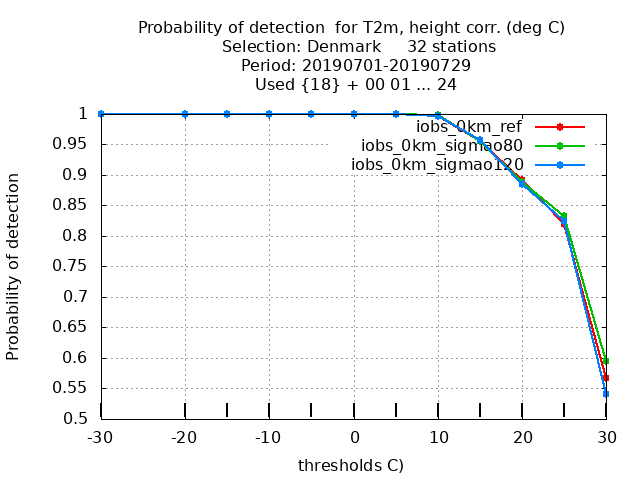 Probability of detection  for T2m, height corr. (deg C)
Selection: Denmark     32 stations
Period: 20190701-20190729
Used {18} + 00 01 ... 24
iobs_0km_ref
iobs_0km_sigmao80
iobs_0km_sigmao120
1
0.95
0.9
0.85
0.8
0.75
0.7
0.65
0.6
0.55
0.5
Probability of detection
-30 -20 -10 0 10 20 30
thresholds C)